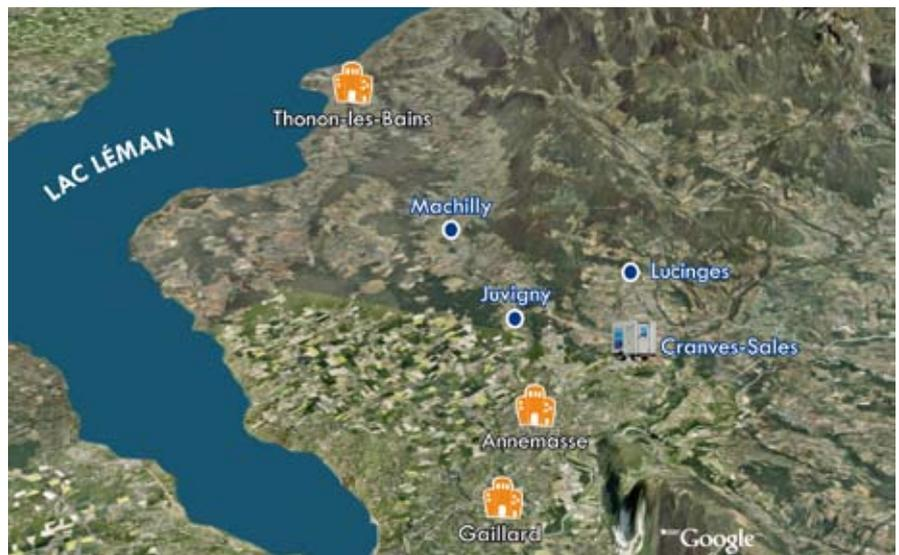 Thonon-les-Bains
LAC LÉMAN
Machilly
Lucinges
Juvigny
Cranves-Sales
Annemasse
Gaillard
Google